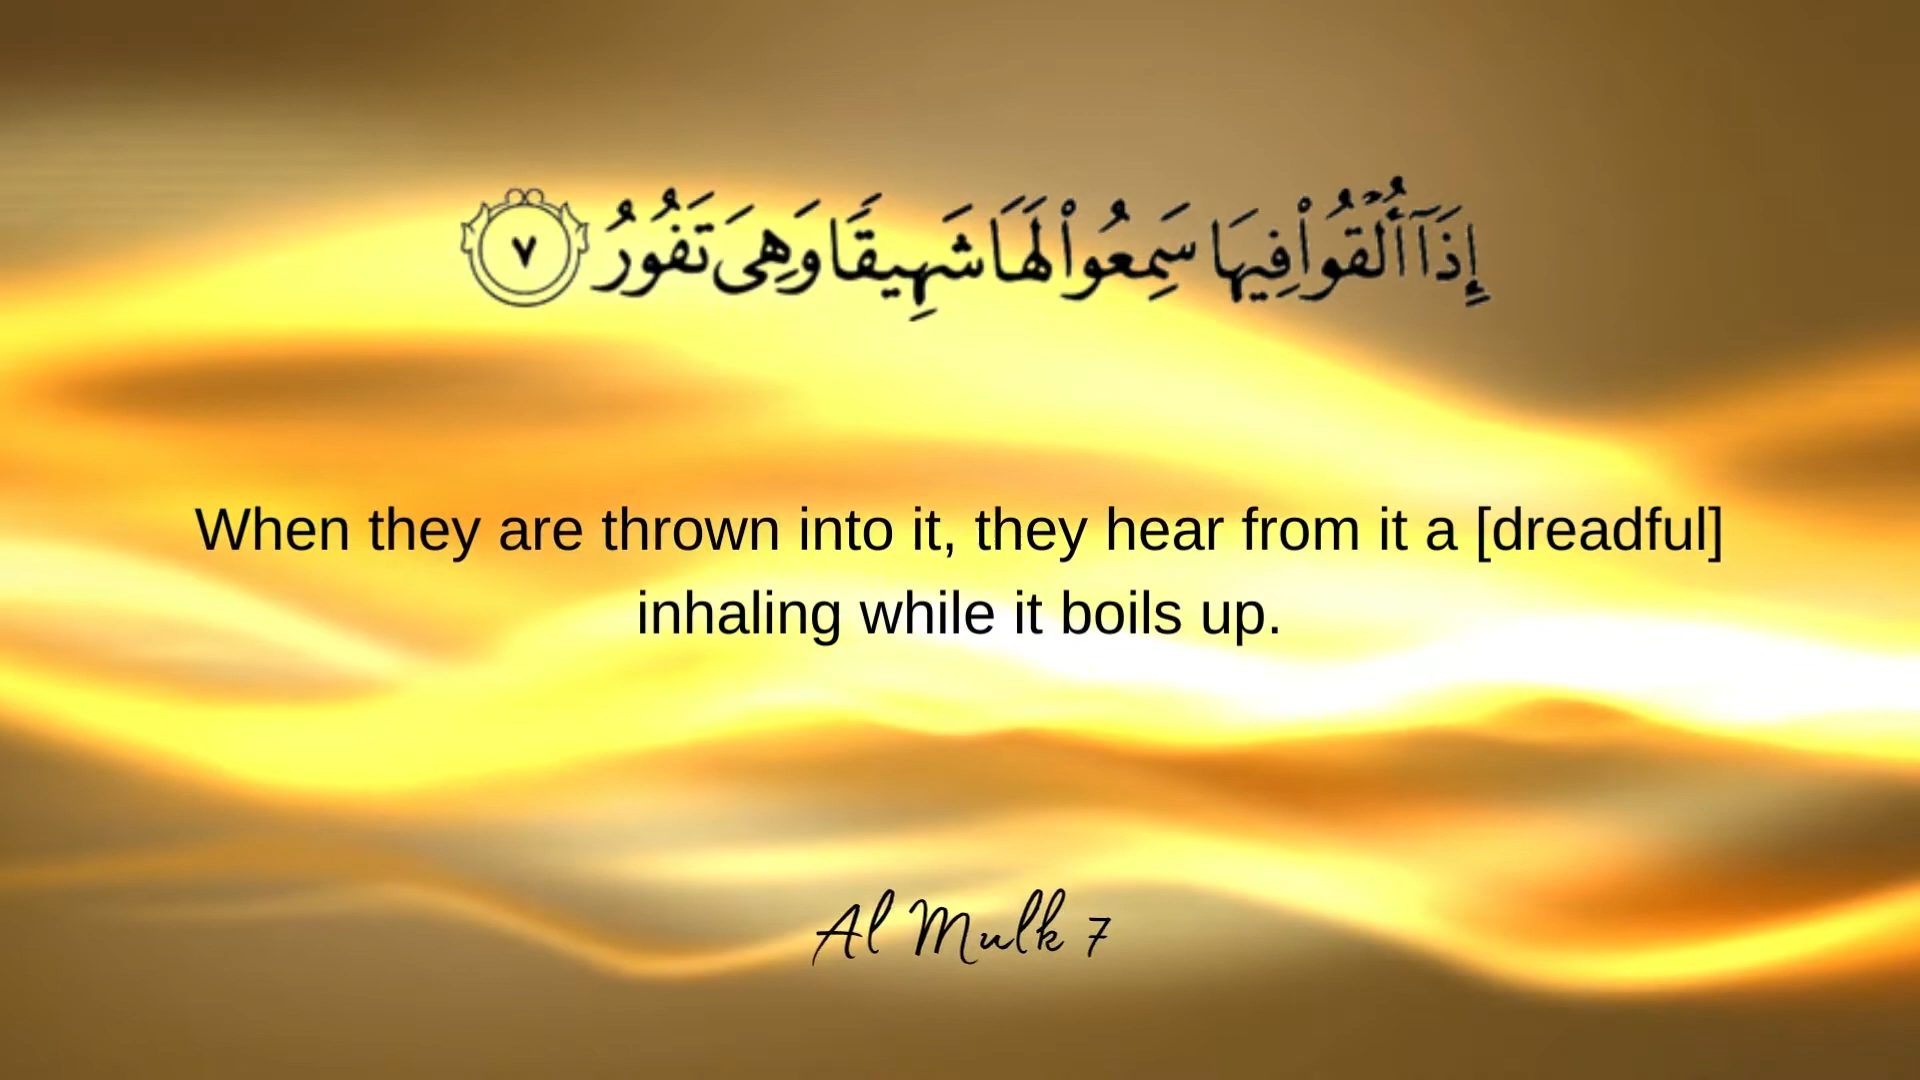 إِذَآ أُلْقُوا۟ فِيهَا سَمِعُوا۟ لَهَا شَهِيقًا وَهِىَ تَفُورُ ٧
When they are thrown into it, they hear from it a [dreadful]
inhaling while it boils up.
Al Mulk 7